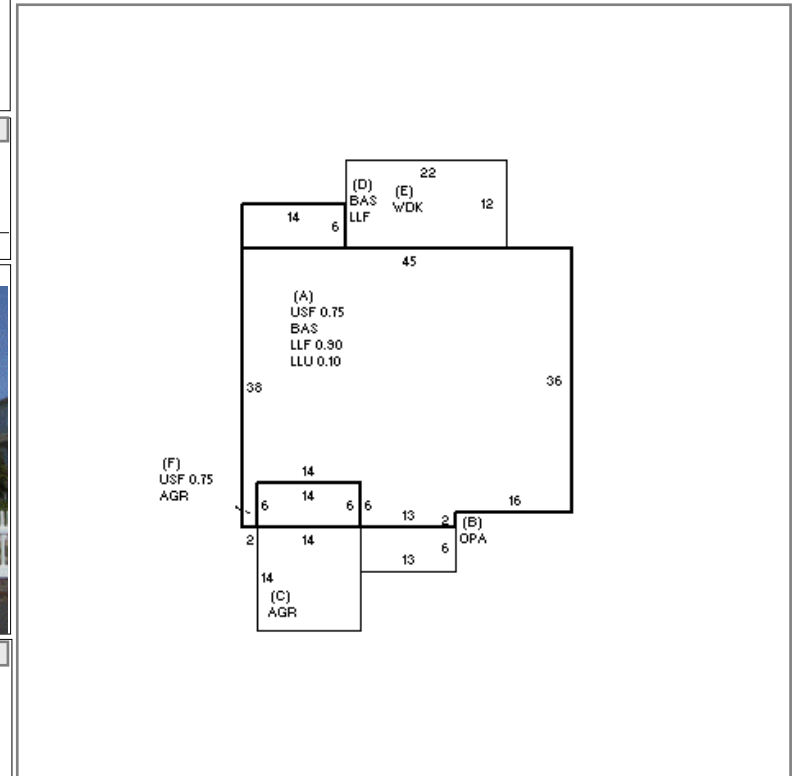 22
(D)
BAS
LLF
(E)
WDK
12
14
6
45
(A)
USF 0.75
BAS
LLF 0.90
LLU 0.10
38
36
(F)
USF 0.75
AGR
14
14
6
6
6
13
2
16
(B)
OPA
2
14
6
13
14
(C)
AGR